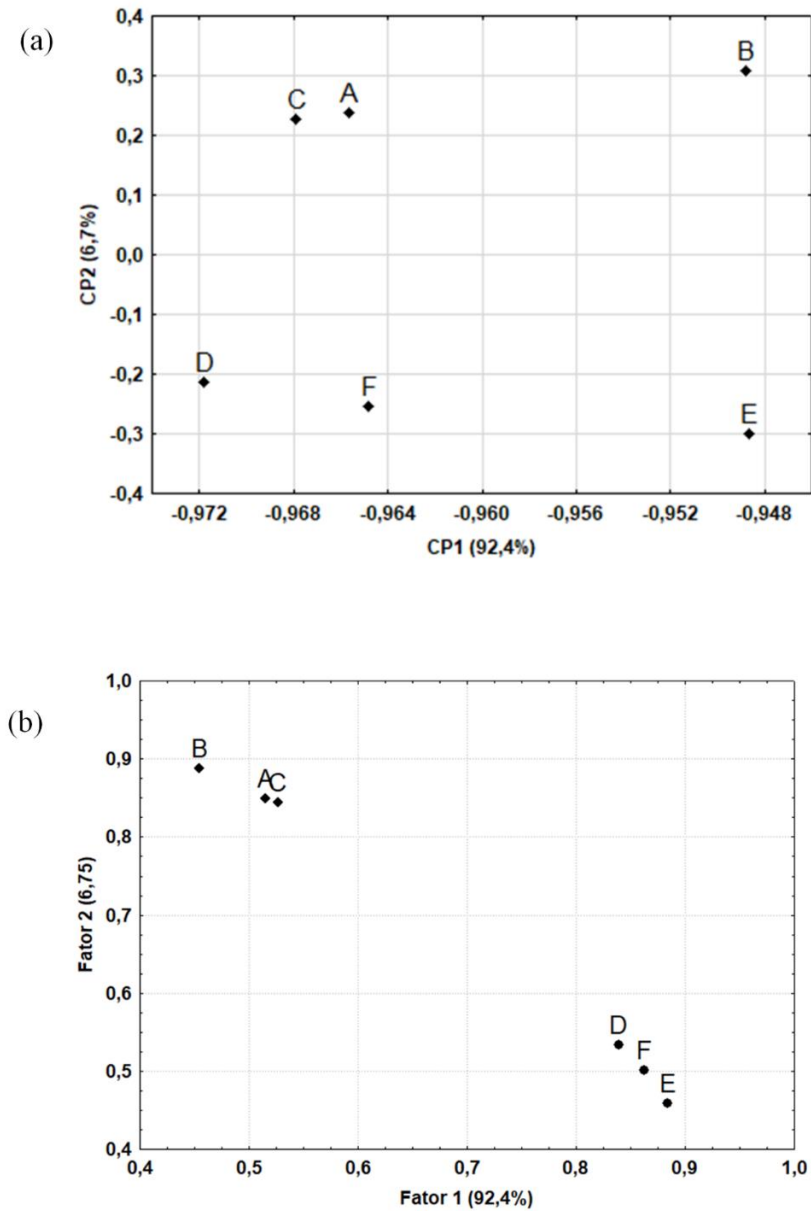 (a)
0,4
0,3
0,2
0,1
0,0
-0,1
-0,2
-0,3
-0,4
CP2 (6,7%)
B
C A
D
F
E
-0,972 -0,968 -0,964 -0,960 -0,956 -0,952 -0,948
CP1 (92,4%)
(b)
1,0
0,9
0,8
0,7
0,6
0,5
0,4
Fator 2 (6,75)
B
A C
D
F
E
0,4 0,5 0,6 0,7 0,8 0,9 1,0
Fator 1 (92,4%)